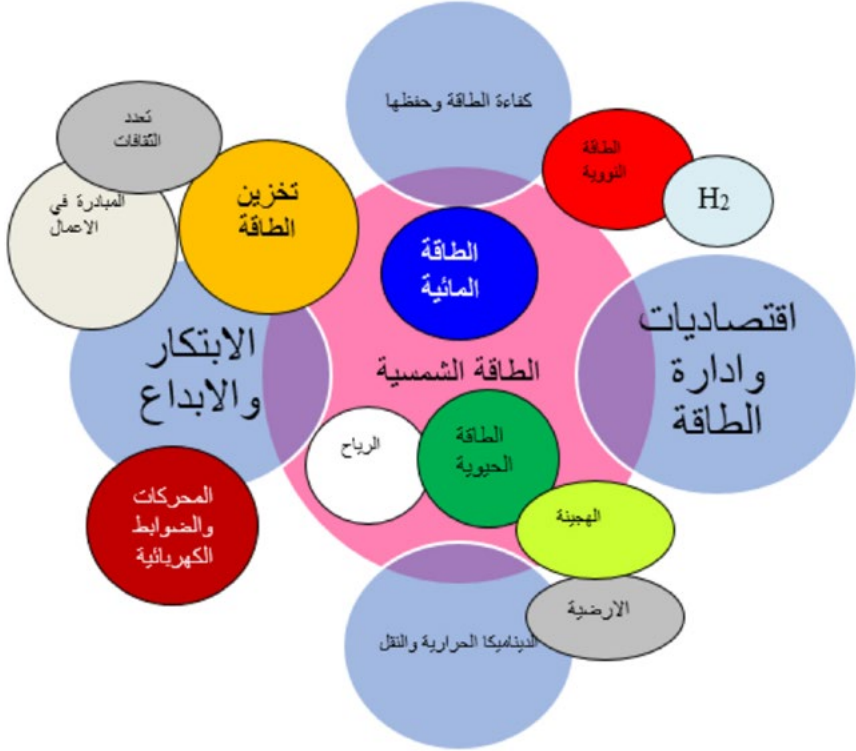 كفاءة الطاقة وحفظها
تعدد
الثقافات
الطاقة
النووية
H₂
المبادرة في
الاعمال
تخزين
الطاقة
الطاقة
المائية
اقتصاديات
وادارة
الطاقة
الابتكار
والابداع
الطاقة الشمسية
الرياح
الطاقة
الحيوية
المحركات
والضوابط
الكهربائية
الهجينة
الارضية
الديناميكا الحرارية والنقل